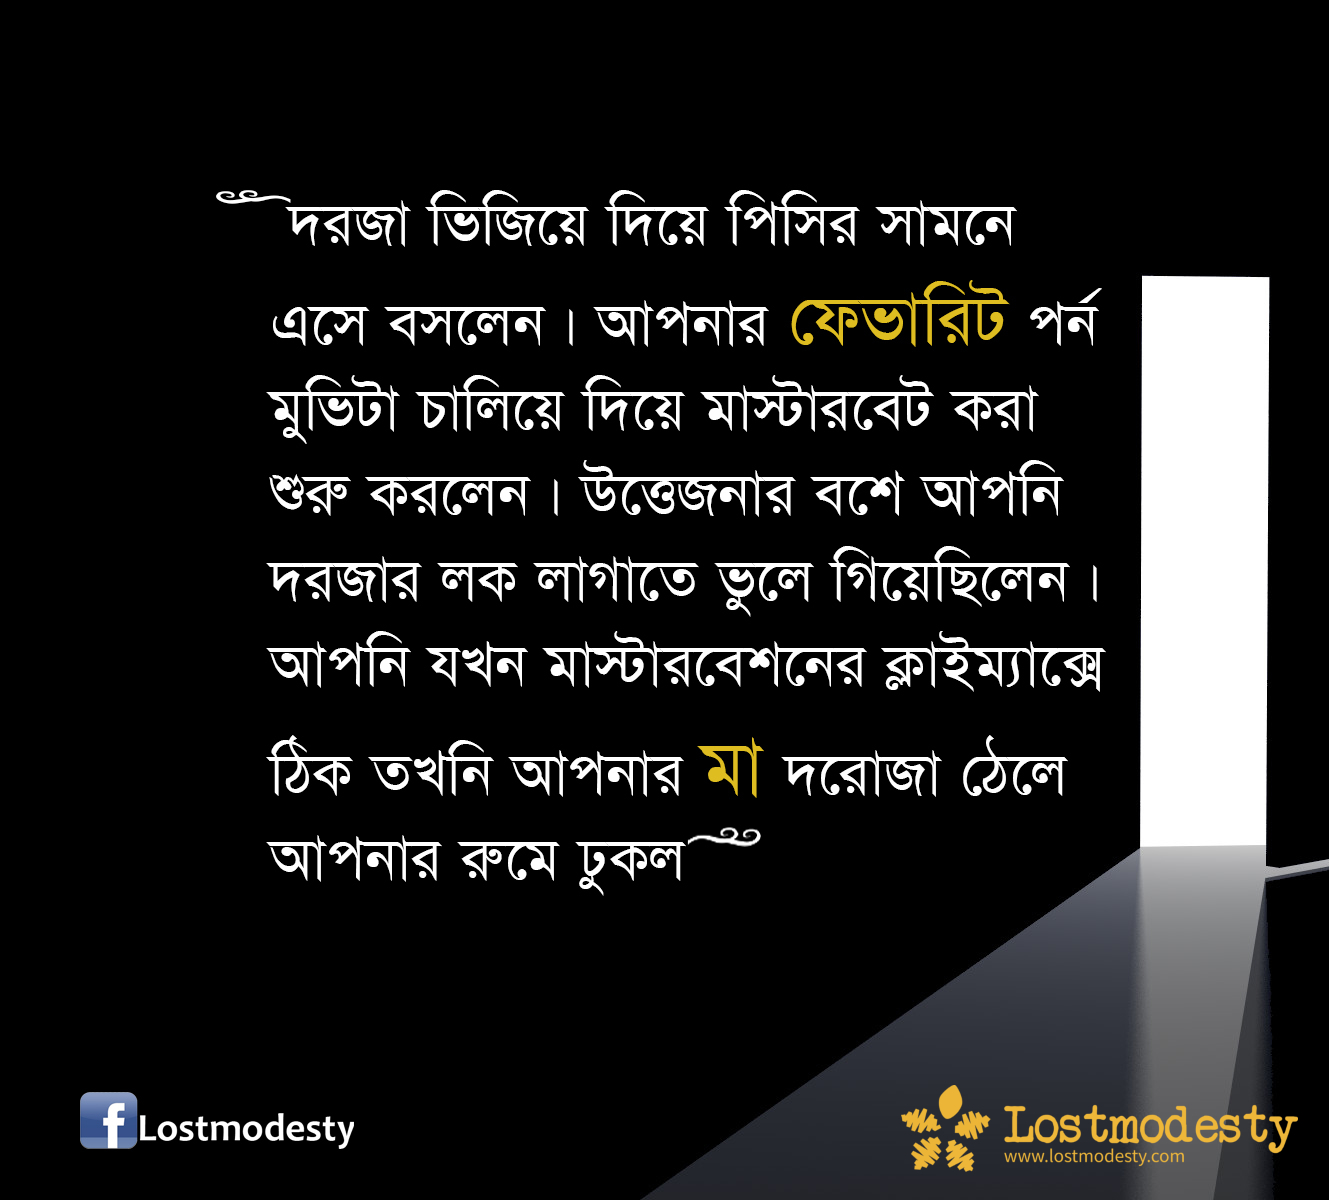 দরজা ভিজিয়ে দিয়ে পিসির সামনে
এসে বসলেন। আপনার ফেভারিট পর্ন
মুভিটা চালিয়ে দিয়ে মাস্টারবেট করা
শুরু করলেন। উত্তেজনার বশে আপনি
দরজার লক লাগাতে ভুলে গিয়েছিলেন।
আপনি যখন মাস্টারবেশনের ক্লাইম্যাক্সে
ঠিক তখনি আপনার মা দরোজা ঠেলে
আপনার রুমে ঢুকল
f Lostmodesty
Lostmodesty
www.lostmodesty.com